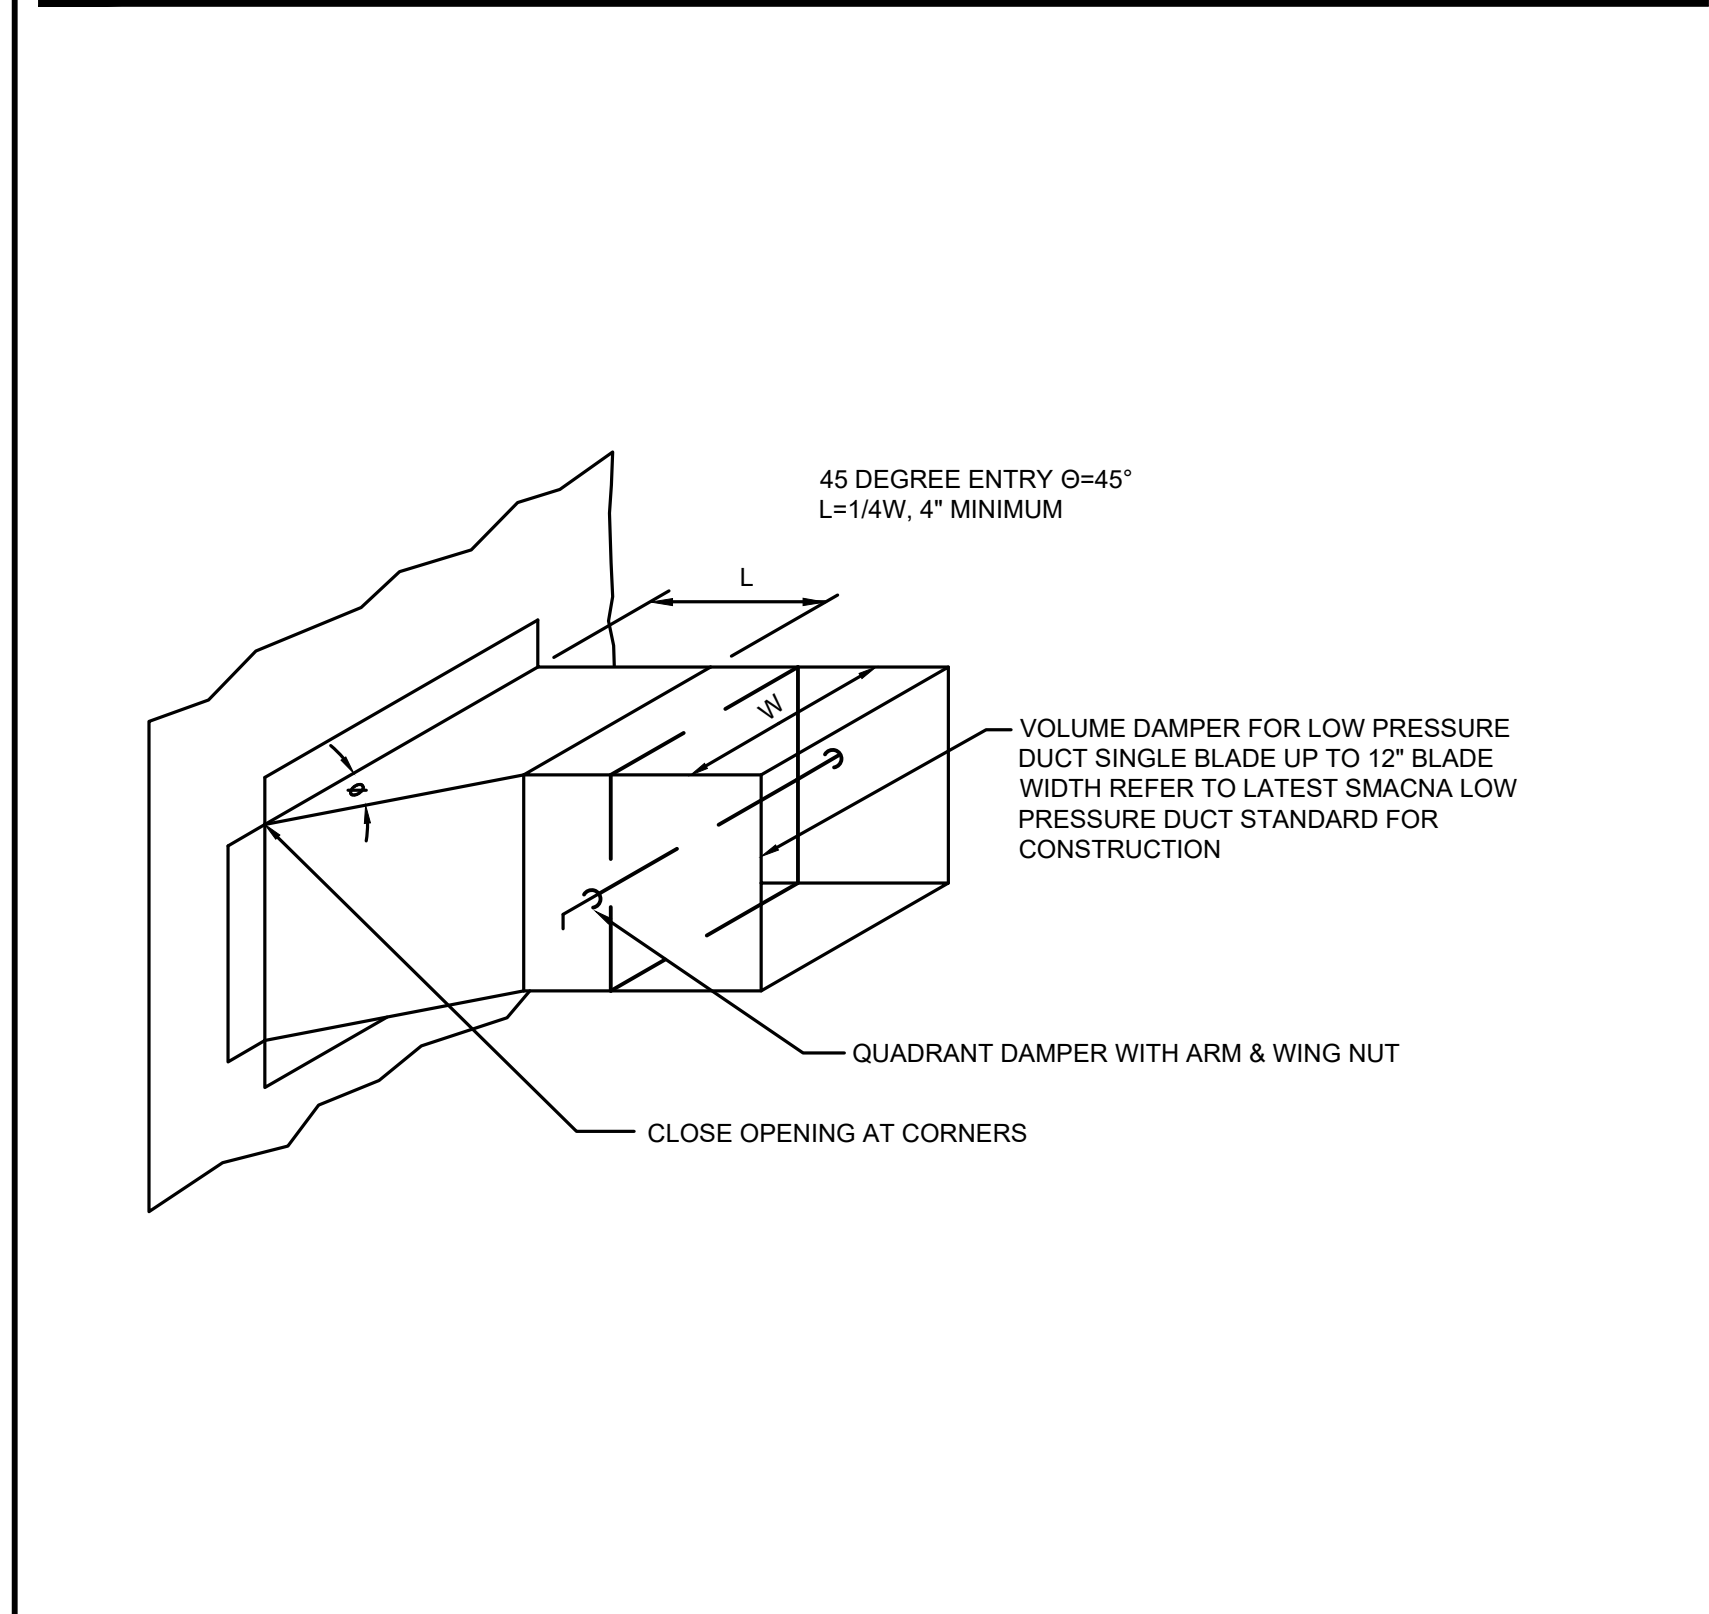 45 DEGREE ENTRY Θ=45°
L=1/4W, 4" MINIMUM
L
W
VOLUME DAMPER FOR LOW PRESSURE
DUCT SINGLE BLADE UP TO 12" BLADE
WIDTH REFER TO LATEST SMACNA LOW
PRESSURE DUCT STANDARD FOR
CONSTRUCTION
θ
QUADRANT DAMPER WITH ARM & WING NUT
CLOSE OPENING AT CORNERS